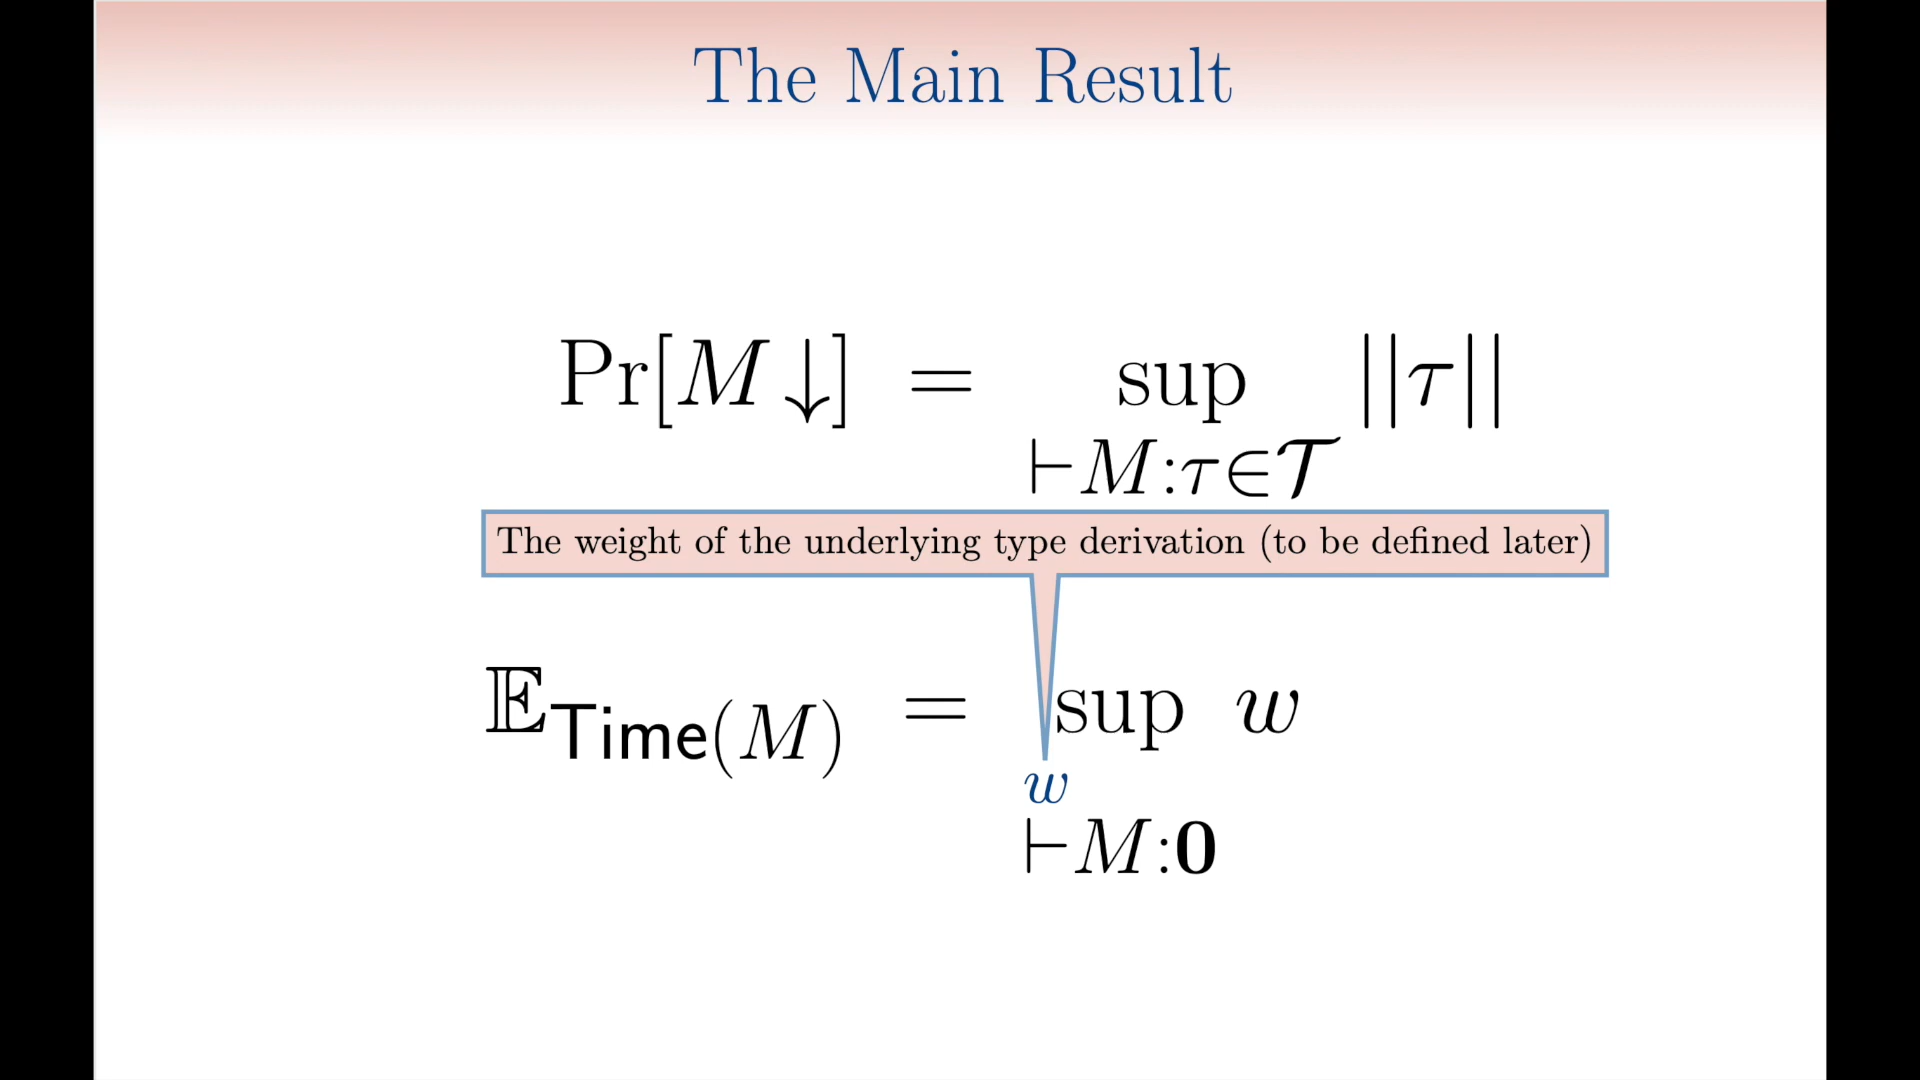 The Main Result
Pr[M ↓] = sup ||τ||
⊢M:τ∈𝒯
The weight of the underlying type derivation (to be defined later)
𝔼Time(M) = sup w
w
⊢M:𝟎